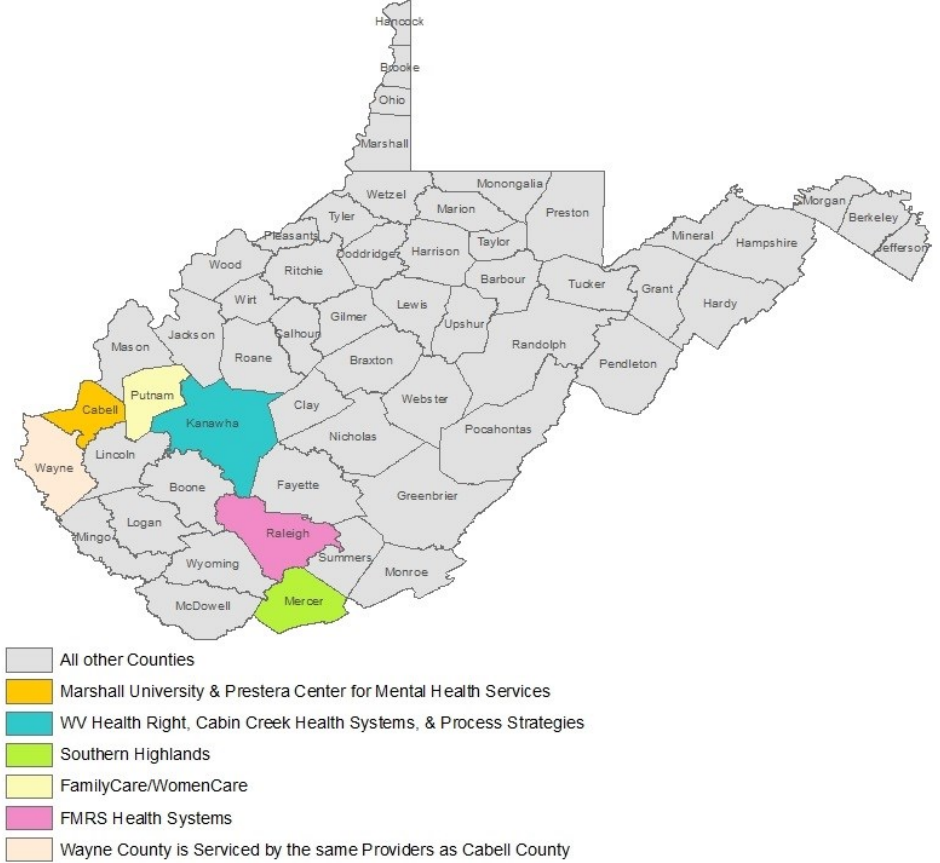 Hancock
Brooke
Ohio
Marshall
Wetzel
Monongalia
Marion
Preston
Tyler
Pleasants
Doddridge
Harrison
Taylor
Morgan
Berkeley
Jefferson
Mineral
Hampshire
Wood
Ritchie
Barbour
Tucker
Grant
Hardy
Wirt
Lewis
Gilmer
Upshur
Jackson
Calhoun
Roane
Mason
Randolph
Braxton
Pendleton
Putnam
Cabell
Clay
Webster
Kanawha
Pocahontas
Nicholas
Wayne
Lincoln
Boone
Fayette
Greenbrier
Logan
Mingo
Raleigh
Summers
Wyoming
Monroe
McDowell
Mercer
All other Counties
Marshall University & Prestera Center for Mental Health Services
WV Health Right, Cabin Creek Health Systems, & Process Strategies
Southern Highlands
FamilyCare/WomenCare
FMRS Health Systems
Wayne County is Serviced by the same Providers as Cabell County